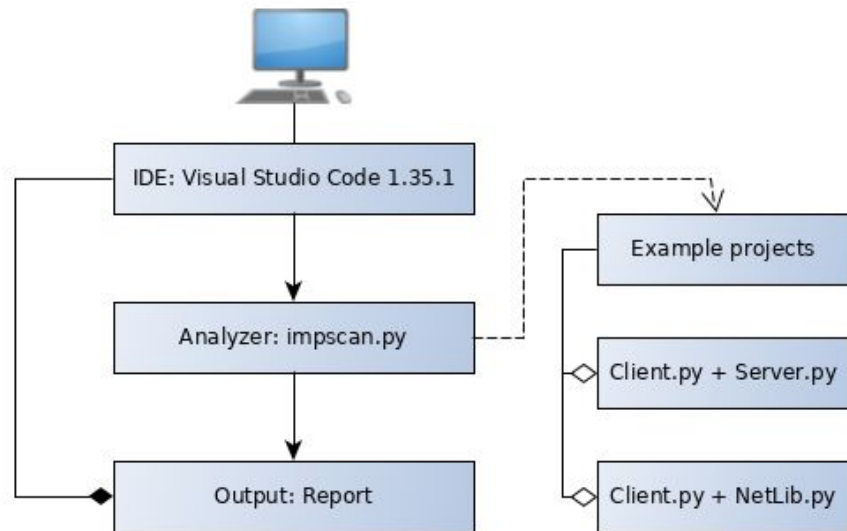 IDE: Visual Studio Code 1.35.1
Example projects
Analyzer: impscan.py
Client.py + Server.py
Output: Report
Client.py + NetLib.py